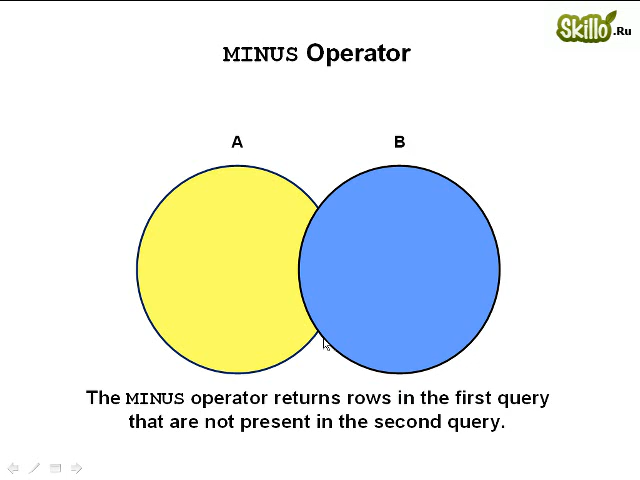 Skillo.Ru
MINUS Operator
A B
The MINUS operator returns rows in the first query
that are not present in the second query.